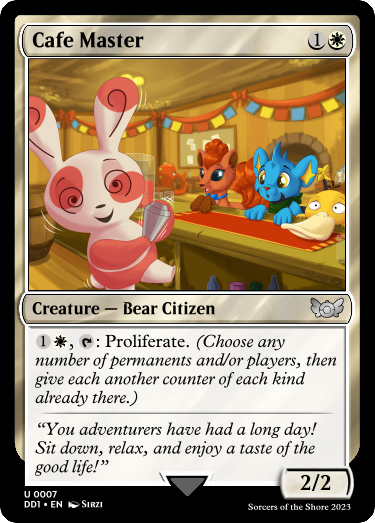 Cafe Master 1
Creature — Bear Citizen
1 , : Proliferate. (Choose any
number of permanents and/or players, then
give each another counter of each kind
already there.)
“You adventurers have had a long day!
Sit down, relax, and enjoy a taste of the
good life!”
2/2
U 0007
DD1 • EN Sirzi
Sorcers of the Shore 2023